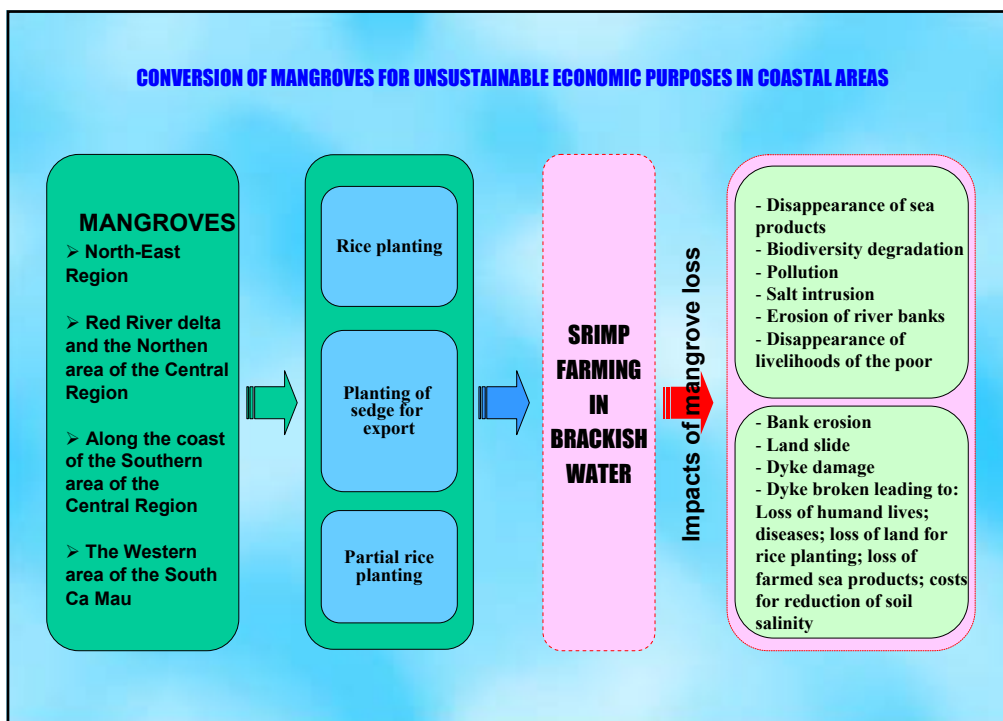 CONVERSION OF MANGROVES FOR UNSUSTAINABLE ECONOMIC PURPOSES IN COASTAL AREAS
MANGROVES
➢ North-East
Region
➢ Red River delta
and the Northen
area of the Central
Region
➢ Along the coast
of the Southern
area of the
Central Region
➢ The Western
area of the South
Ca Mau
Rice planting
Planting of
sedge for
export
Partial rice
planting
SRIMP
FARMING
IN
BRACKISH
WATER
Impacts of mangrove loss
- Disappearance of sea
products
- Biodiversity degradation
- Pollution
- Salt intrusion
- Erosion of river banks
- Disappearance of
livelihoods of the poor
- Bank erosion
- Land slide
- Dyke damage
- Dyke broken leading to:
Loss of humand lives;
diseases; loss of land for
rice planting; loss of
farmed sea products; costs
for reduction of soil
salinity